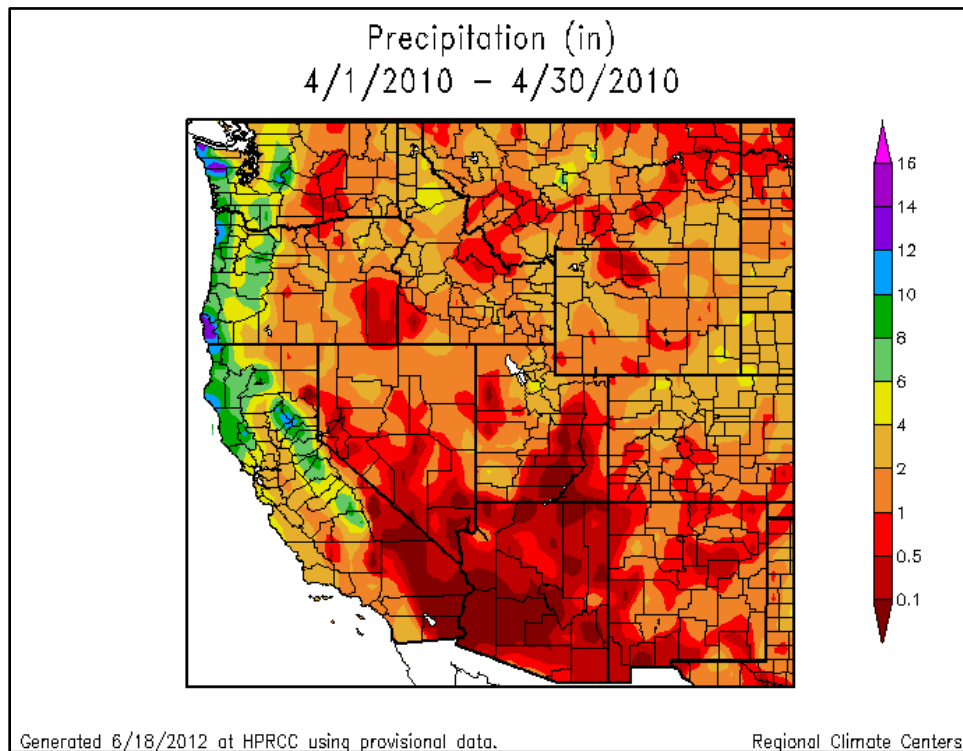 Precipitation (in)
4/1/2010 – 4/30/2010
16
14
12
10
8
6
4
2
1
0.5
0.1
Generated 6/18/2012 at HPRCC using provisional data.
Regional Climate Centers